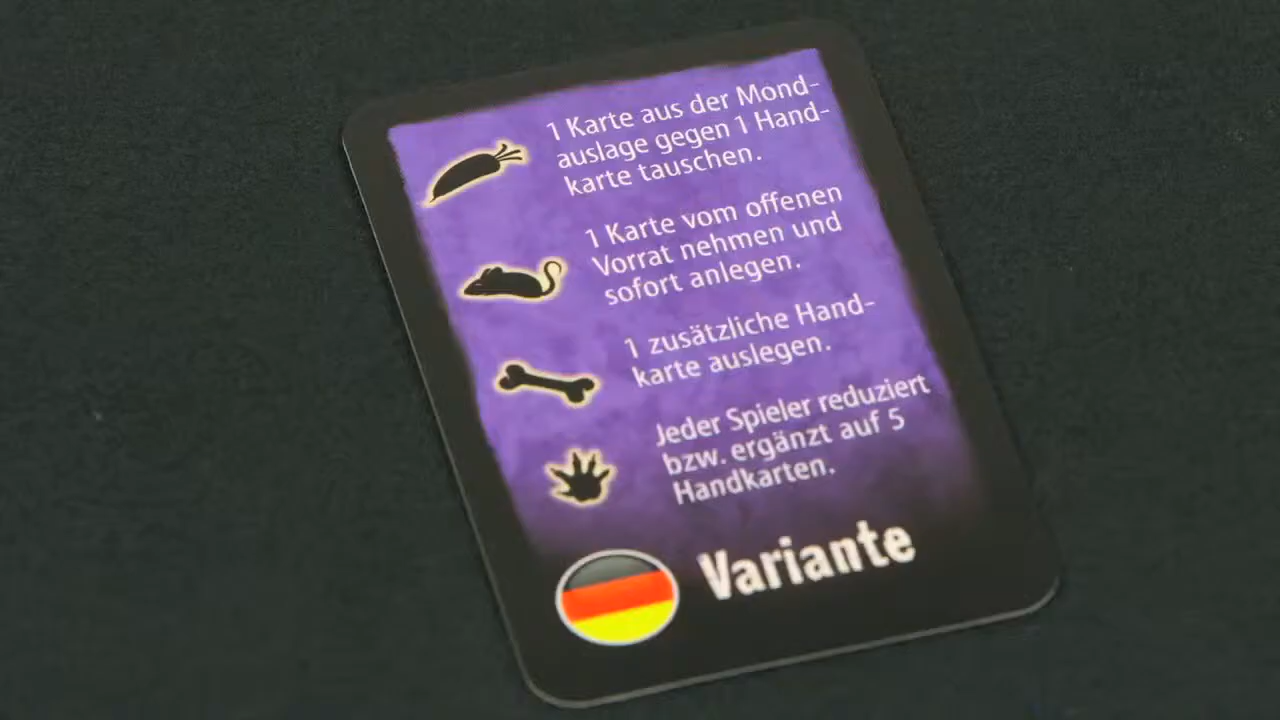 1 Karte aus der Mond-
auslage gegen 1 Hand-
karte tauschen.
1 Karte vom offenen
Vorrat nehmen und
sofort anlegen.
1 zusätzliche Hand-
karte auslegen.
Jeder Spieler reduziert
bzw. ergänzt auf 5
Handkarten.
Variante